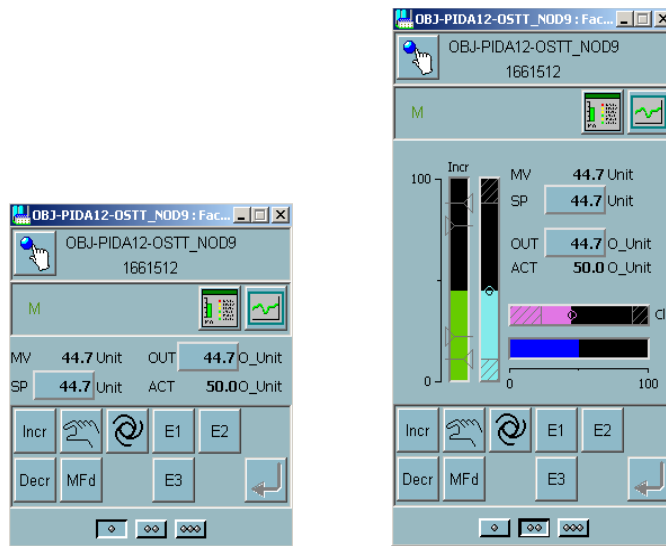 OBJ-PIDA12-OSTT_NOD9 : Fac...
OBJ-PIDA12-OSTT_NOD9
1661512
M
MV 44.7 Unit OUT 44.7 O_Unit
SP 44.7 Unit ACT 50.0 O_Unit
Incr E1 E2
Decr MFd E3
OBJ-PIDA12-OSTT_NOD9 : Fac...
OBJ-PIDA12-OSTT_NOD9
1661512
M
Incr
100
0
MV 44.7 Unit
SP 44.7 Unit
OUT 44.7 O_Unit
ACT 50.0 O_Unit
Cl
0 100
Incr E1 E2
Decr MFd E3